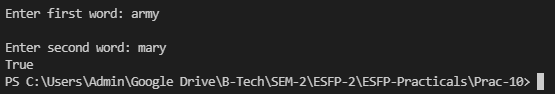 Enter first word: army
Enter second word: mary
True
PS C:\Users\Admin\Google Drive\B-Tech\SEM-2\ESFP-2\ESFP-Practicals\Prac-10>